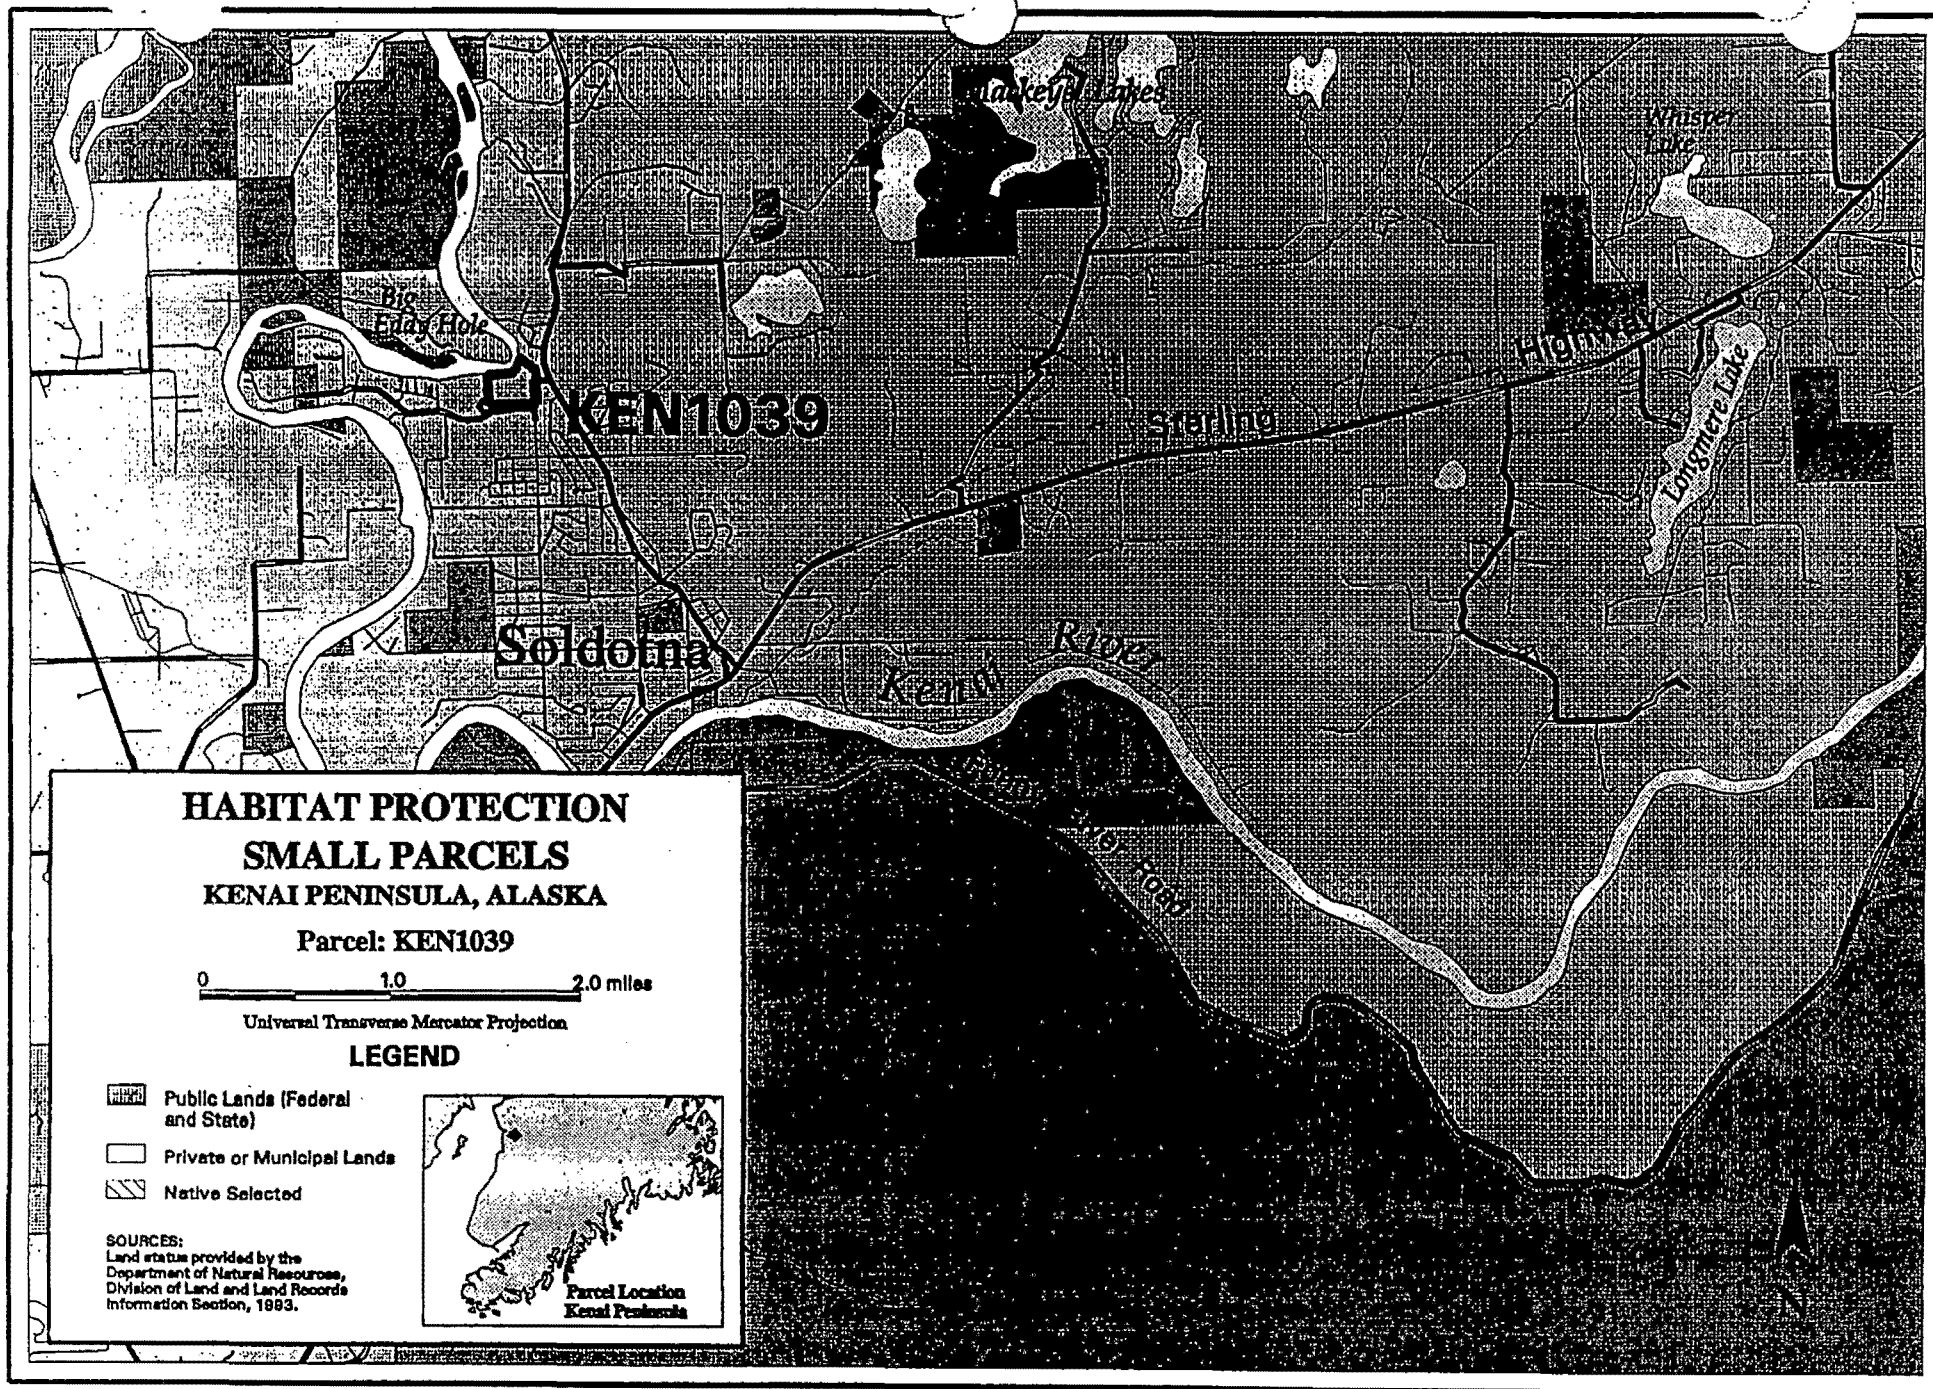 Mackeys Lakes
Whisper
Lake
Big
Eddy Hole
KEN1039
Highway
Sterling
Longmere Lake
Soldotna
Kenai River
River Road
HABITAT PROTECTION
SMALL PARCELS
KENAI PENINSULA, ALASKA
Parcel: KEN1039
0 1.0 2.0 miles
Universal Transverse Mercator Projection
LEGEND
Public Lands (Federal
and State)
Private or Municipal Lands
Native Selected
SOURCES:
Land status provided by the
Department of Natural Resources,
Division of Land and Land Records
Information Section, 1993.
Parcel Location
Kenai Peninsula
N